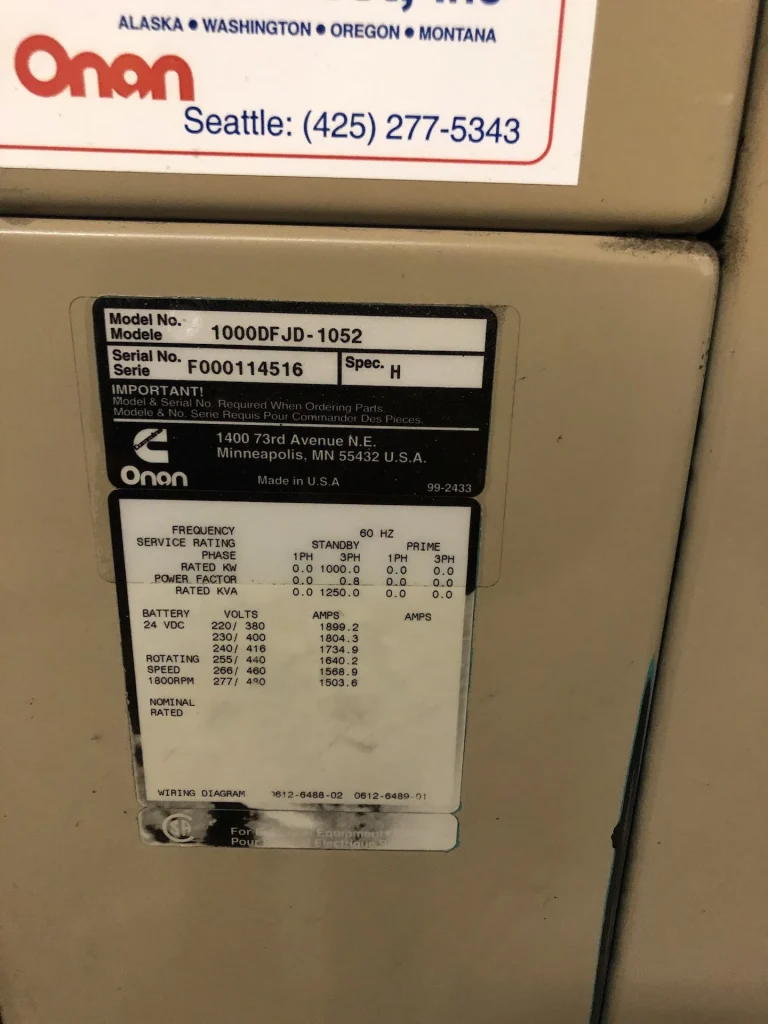 Inc
ALASKA • WASHINGTON • OREGON • MONTANA
Onan
Seattle: (425) 277-5343
Model No. 1000DFJD-1052
Modele
Serial No. F000114516 Spec. H
Serie
IMPORTANT!
Model & Serial No. Required When Ordering Parts.
Modele & No. Serie Requis Pour Commander Des Pieces.
Onan
1400 73rd Avenue N.E.
Minneapolis, MN 55432 U.S.A.
Made in U.S.A 99-2433
FREQUENCY 60 HZ
SERVICE RATING STANDBY PRIME
PHASE 1PH 3PH 1PH 3PH
RATED KW 0.0 1000.0 0.0 0.0
POWER FACTOR 0.0 0.8 0.0 0.0
RATED KVA 0.0 1250.0 0.0 0.0
BATTERY VOLTS AMPS AMPS
24 VDC 220/ 380 1899.2
230/ 400 1804.3
240/ 416 1734.9
ROTATING 255/ 440 1640.2
SPEED 266/ 460 1568.9
1800RPM 277/ 480 1503.6
NOMINAL
RATED
WIRING DIAGRAM 0612-6488-02 0612-6489-01
For Equipment
Pour Electrique